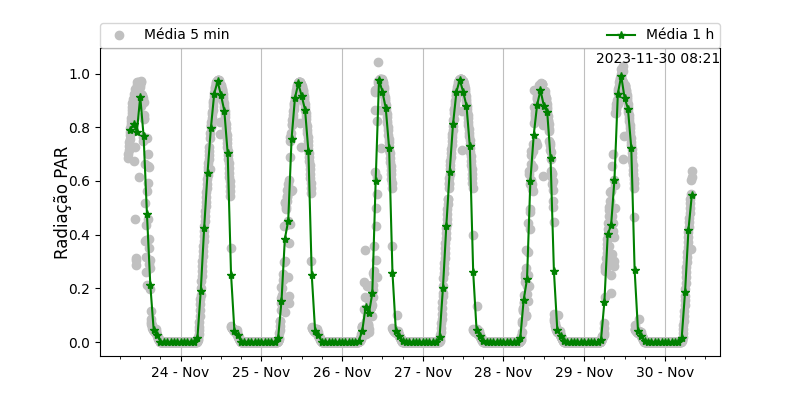 Média 5 min
Média 1 h
2023-11-30 08:21
Radiação PAR
1.0
0.8
0.6
0.4
0.2
0.0
24 - Nov
25 - Nov
26 - Nov
27 - Nov
28 - Nov
29 - Nov
30 - Nov